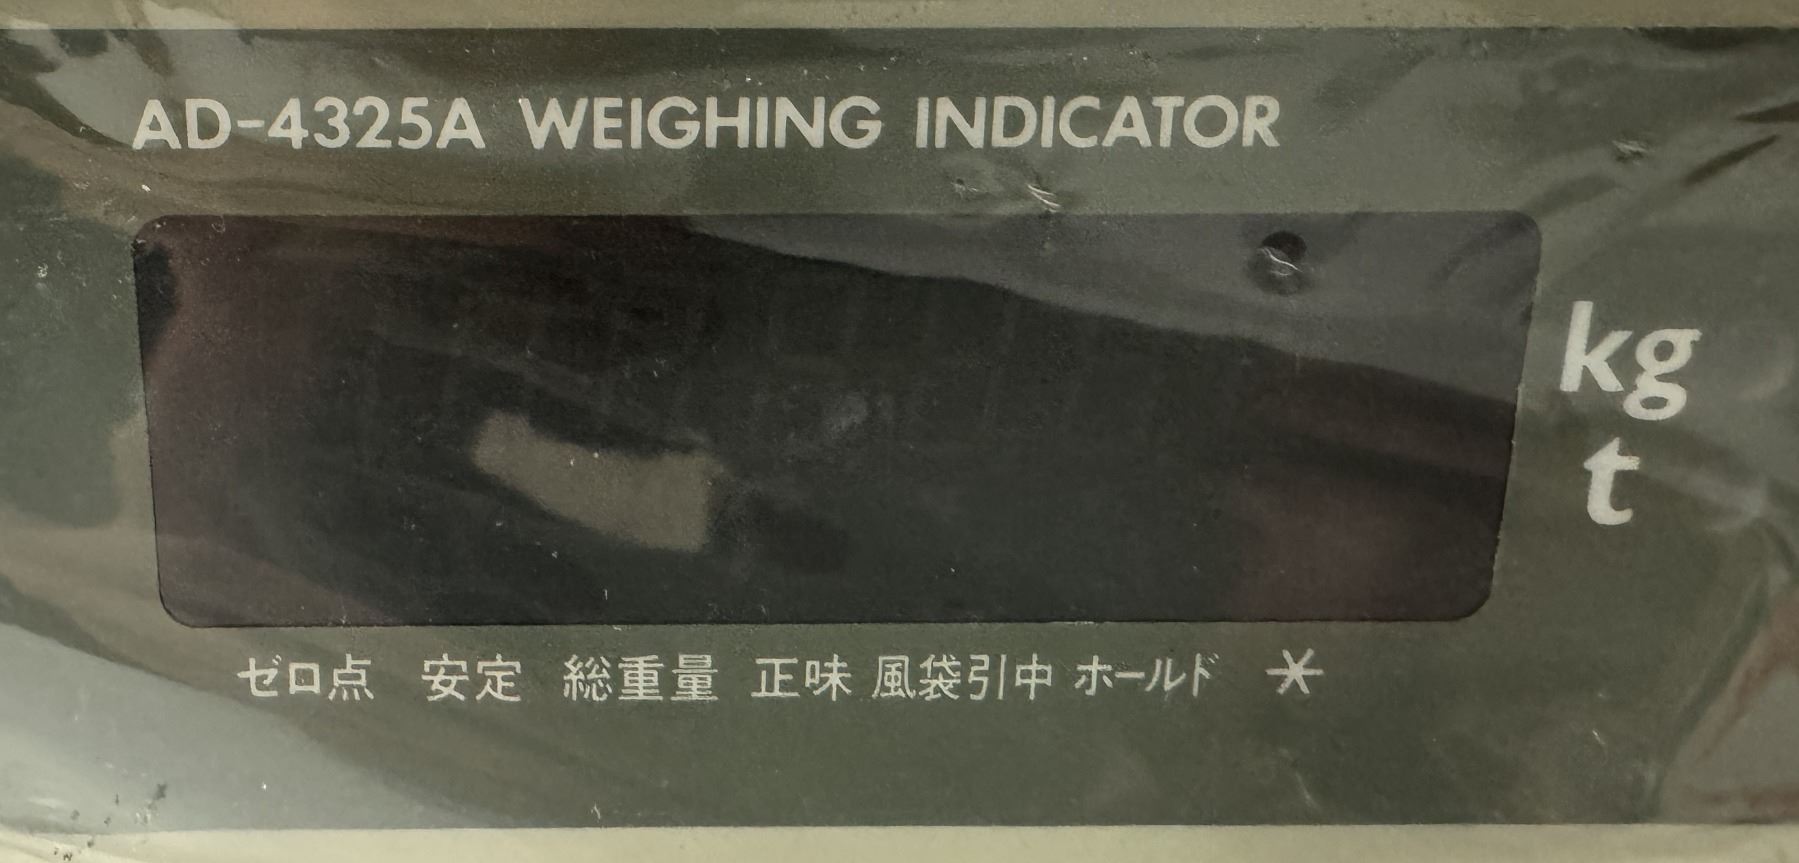 AD-4325A WEIGHING INDICATOR
kg
t
ゼロ点 安定 総重量 正味 風袋引中 ホールド ＊